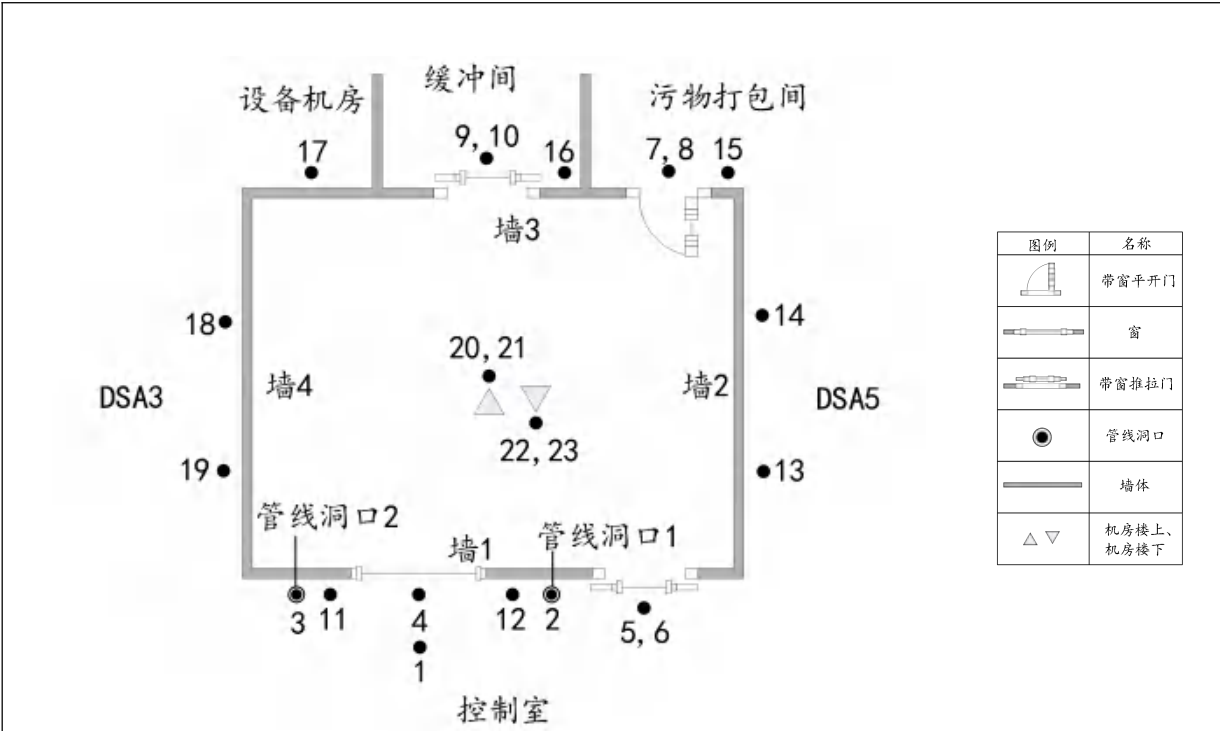 缓冲间
设备机房
污物打包间
9, 10
17
16
7, 8
15
墙3
18
14
20, 21
DSA3
墙4
墙2
DSA5
22, 23
19
13
管线洞口2
墙1
管线洞口1
3
11
4
12
2
5, 6
1
控制室
图例 名称
带窗平开门
窗
带窗推拉门
管线洞口
墙体
机房楼上、
机房楼下